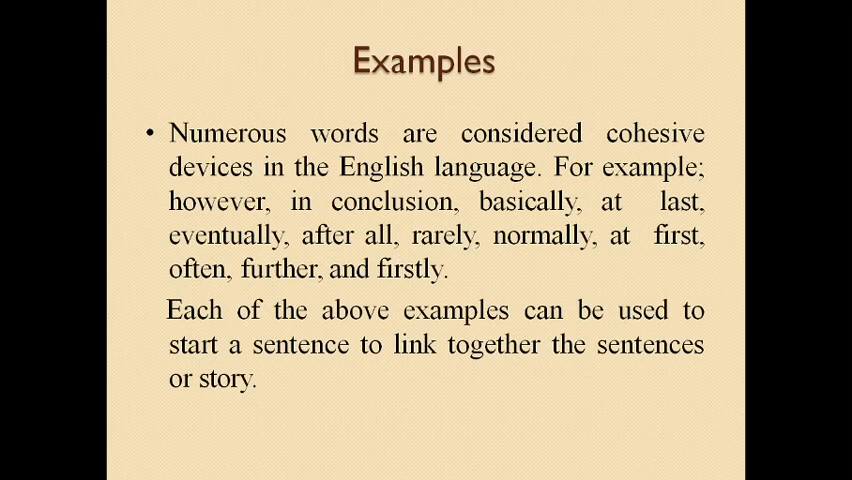 Examples
• Numerous words are considered cohesive
devices in the English language. For example;
however, in conclusion, basically, at last,
eventually, after all, rarely, normally, at first,
often, further, and firstly.
Each of the above examples can be used to
start a sentence to link together the sentences
or story.